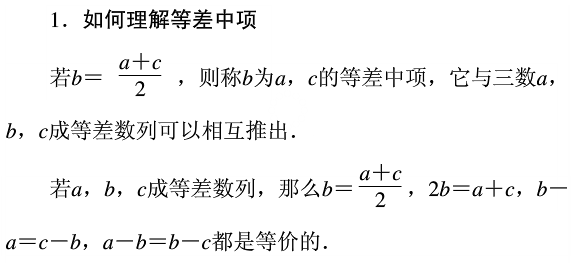 1．如何理解等差中项
若b＝ \frac{a＋c}{2} ，则称b为a，c的等差中项，它与三数a，
b，c成等差数列可以相互推出．
若a，b，c成等差数列，那么b＝\frac{a＋c}{2}，2b＝a＋c，b－
a＝c－b，a－b＝b－c都是等价的．